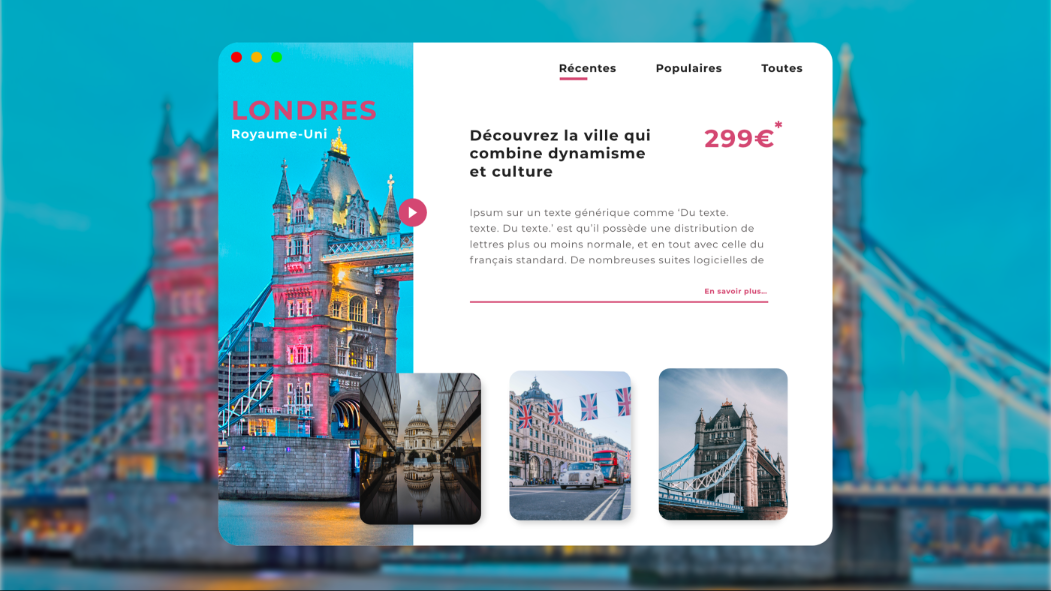 LONDRES
Royaume-Uni
Récentes Populaires Toutes
Découvrez la ville qui
combine dynamisme
et culture
299€*
Ipsum sur un texte générique comme ‘Du texte.
texte. Du texte.’ est qu’il possède une distribution de
lettres plus ou moins normale, et en tout avec celle du
français standard. De nombreuses suites logicielles de
En savoir plus...